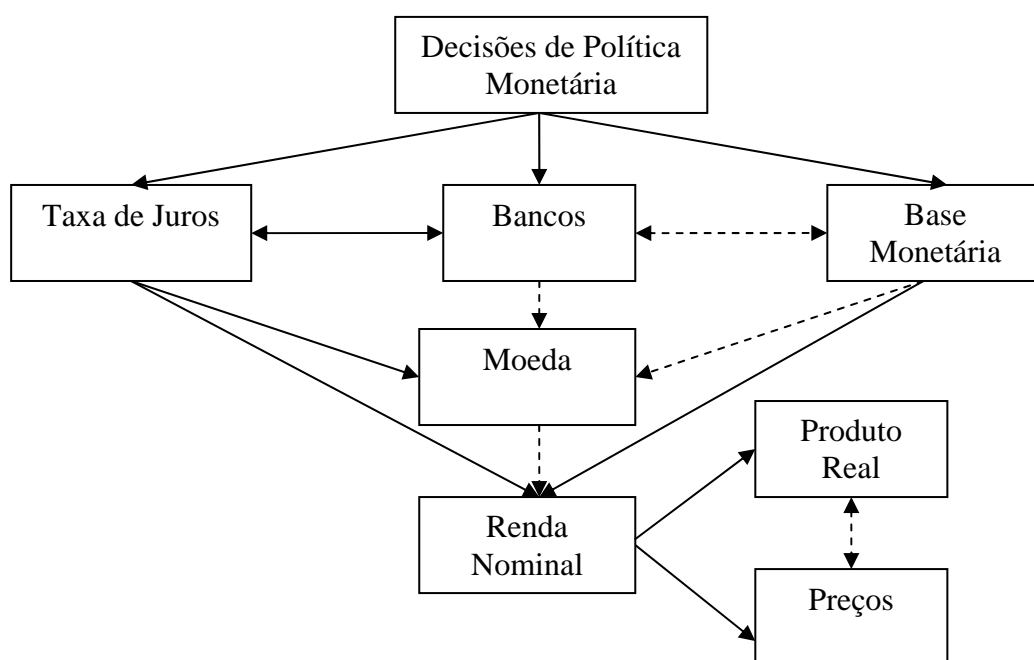 Decisões de Política
Monetária
Taxa de Juros
Bancos
Base
Monetária
Moeda
Produto
Real
Renda
Nominal
Preços